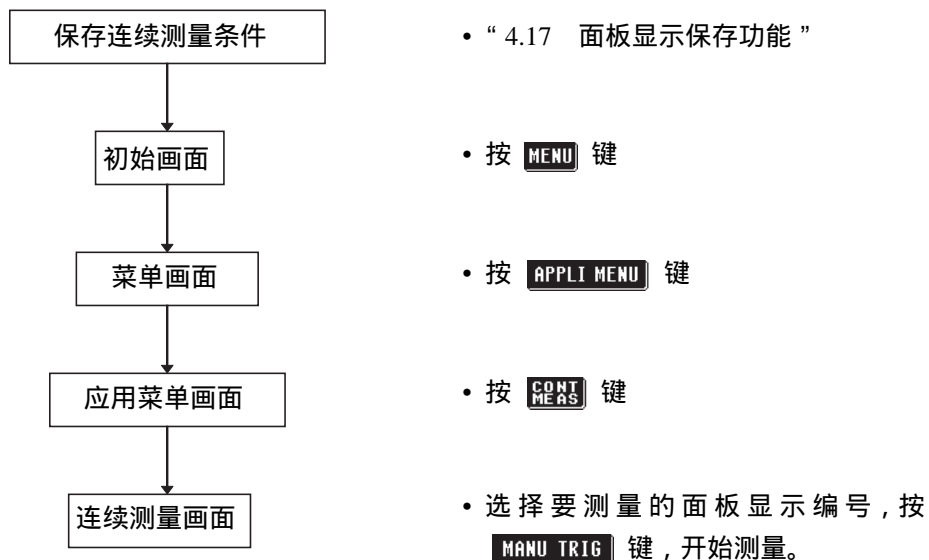 保存连续测量条件
• “ 4.17 面板显示保存功能 ”
初始画面
• 按 MENU 键
菜单画面
• 按 APPLI MENU 键
应用菜单画面
• 按 CONT MEAS 键
连续测量画面
• 选择要测量的面板显示编号，按
MANU TRIG 键，开始测量。